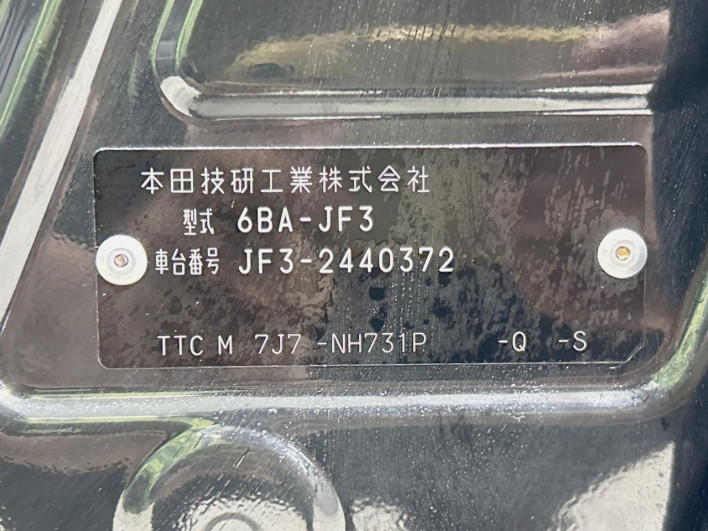 本田技研工業株式会社
型式 6BA-JF3
車台番号 JF3-2440372
TTC M 7J7 -NH731P -Q -S